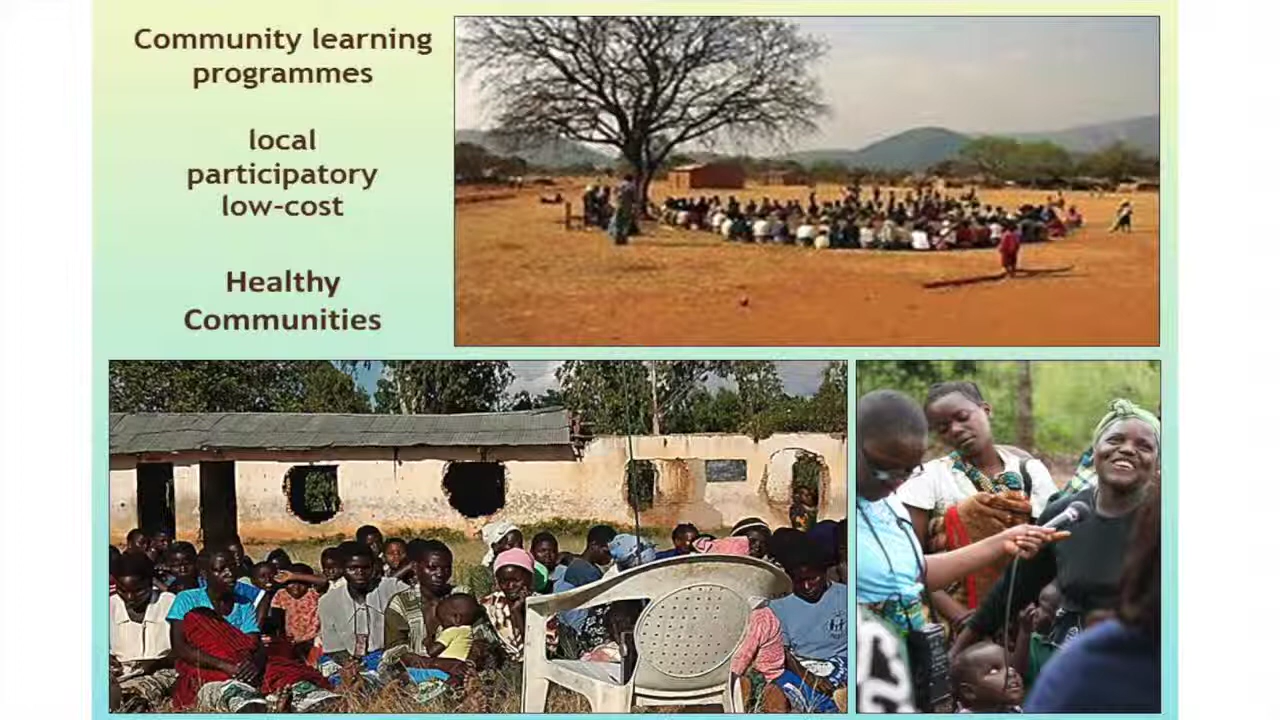 Community learning
programmes
local
participatory
low-cost
Healthy
Communities